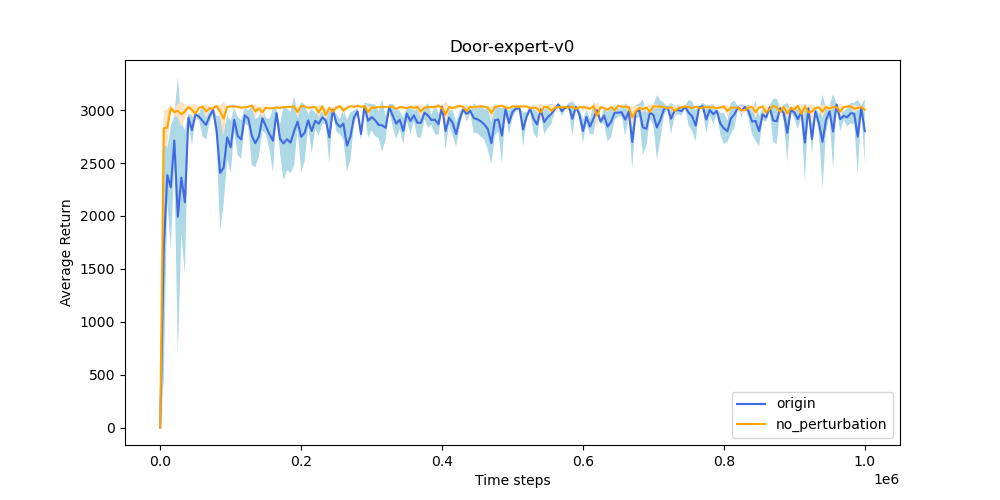 Door-expert-v0
Average Return
3000
2500
2000
1500
1000
500
0
0.0
0.2
0.4
0.6
0.8
1.0
1e6
Time steps
origin
no_perturbation